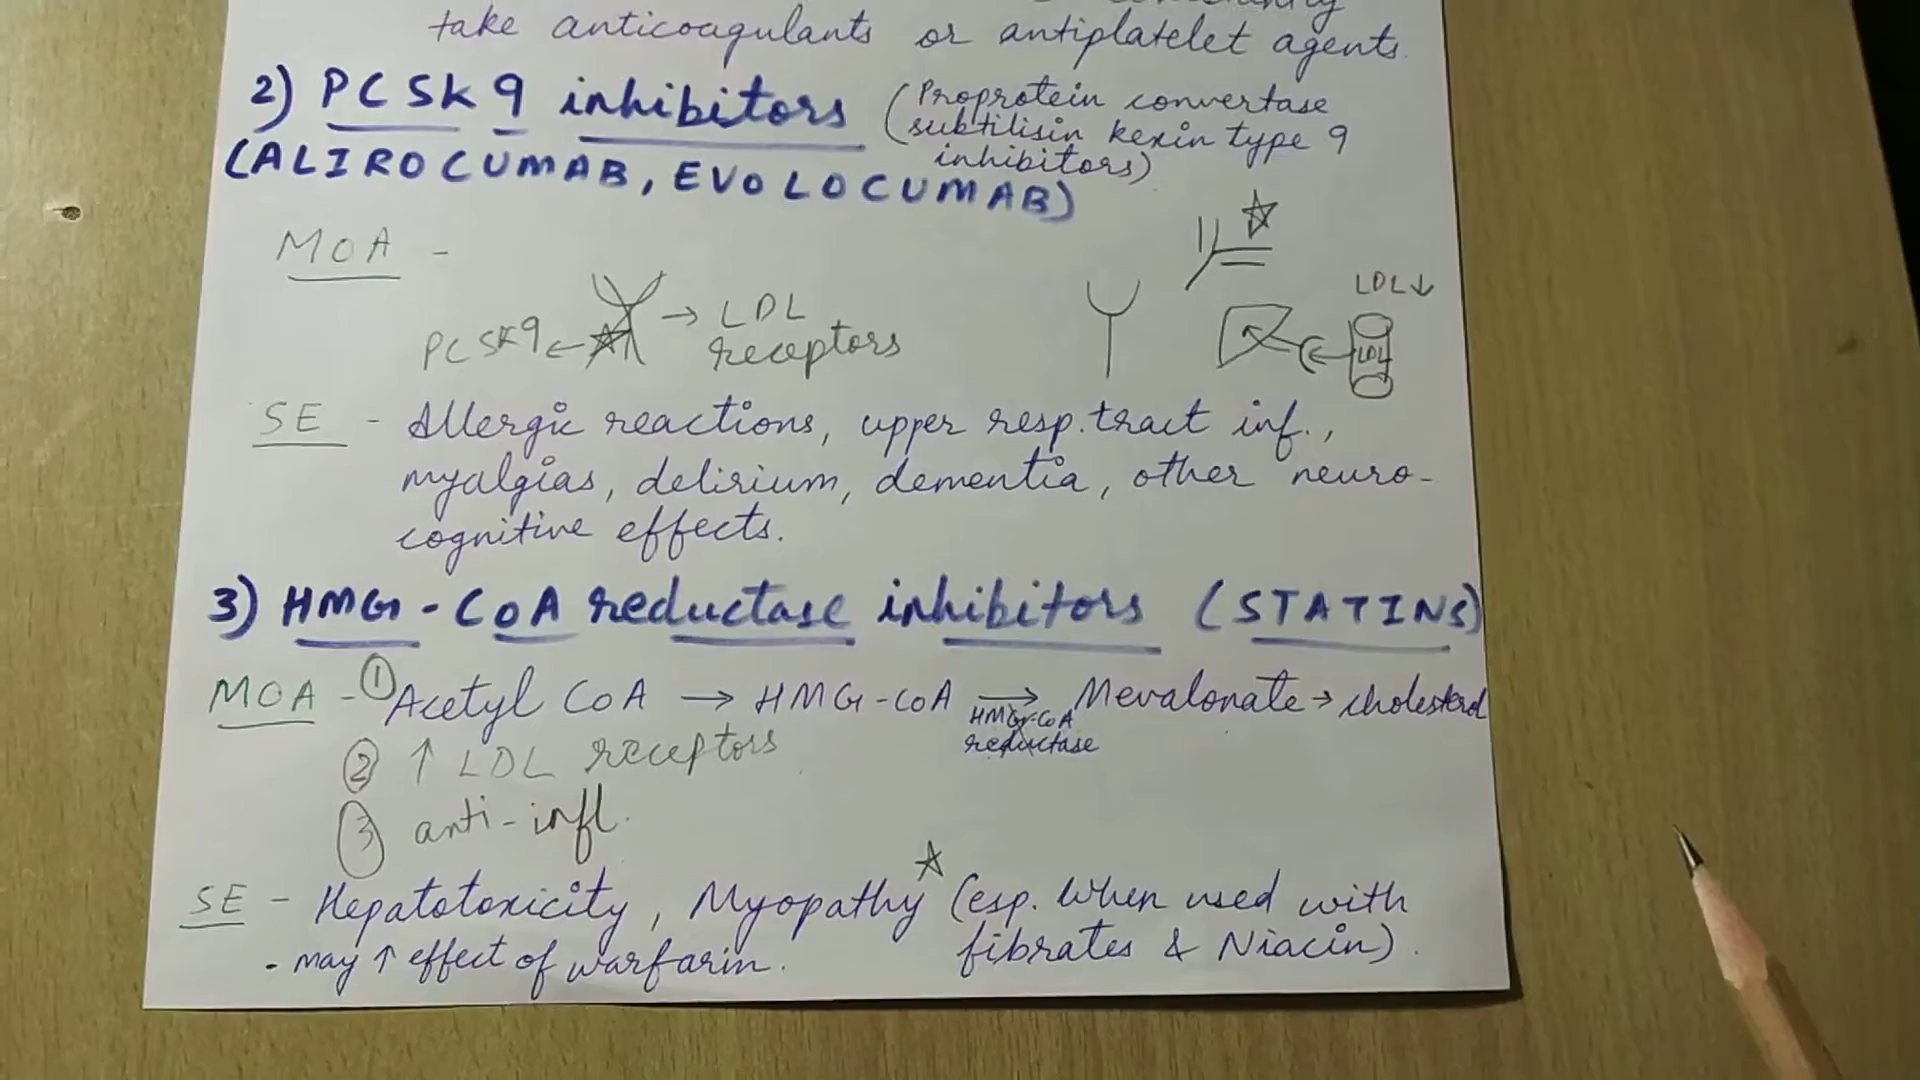 take anticoagulants or antiplatelet agents.
2) PCSK9 inhibitors (Proprotein convertase
subtilisin kexin type 9
inhibitors)
(ALIROCUMAB, EVOLOCUMAB)
MOA -
PCSK9 ← → LDL
receptors
LDL↓
LDL
SE - Allergic reactions, upper resp. tract inf.,
myalgias, delirium, dementia, other neuro-
cognitive effects.
3) HMG-COA reductase inhibitors (STATINS)
MOA - ① Acetyl COA → HMG-COA → Mevalonate → cholesterol
HMG-COA
reductase
② ↑ LDL receptors
③ anti-infl.
SE - Hepatotoxicity, Myopathy ☆ (esp. when used with
fibrates & Niacin).
• may ↑ effect of warfarin.